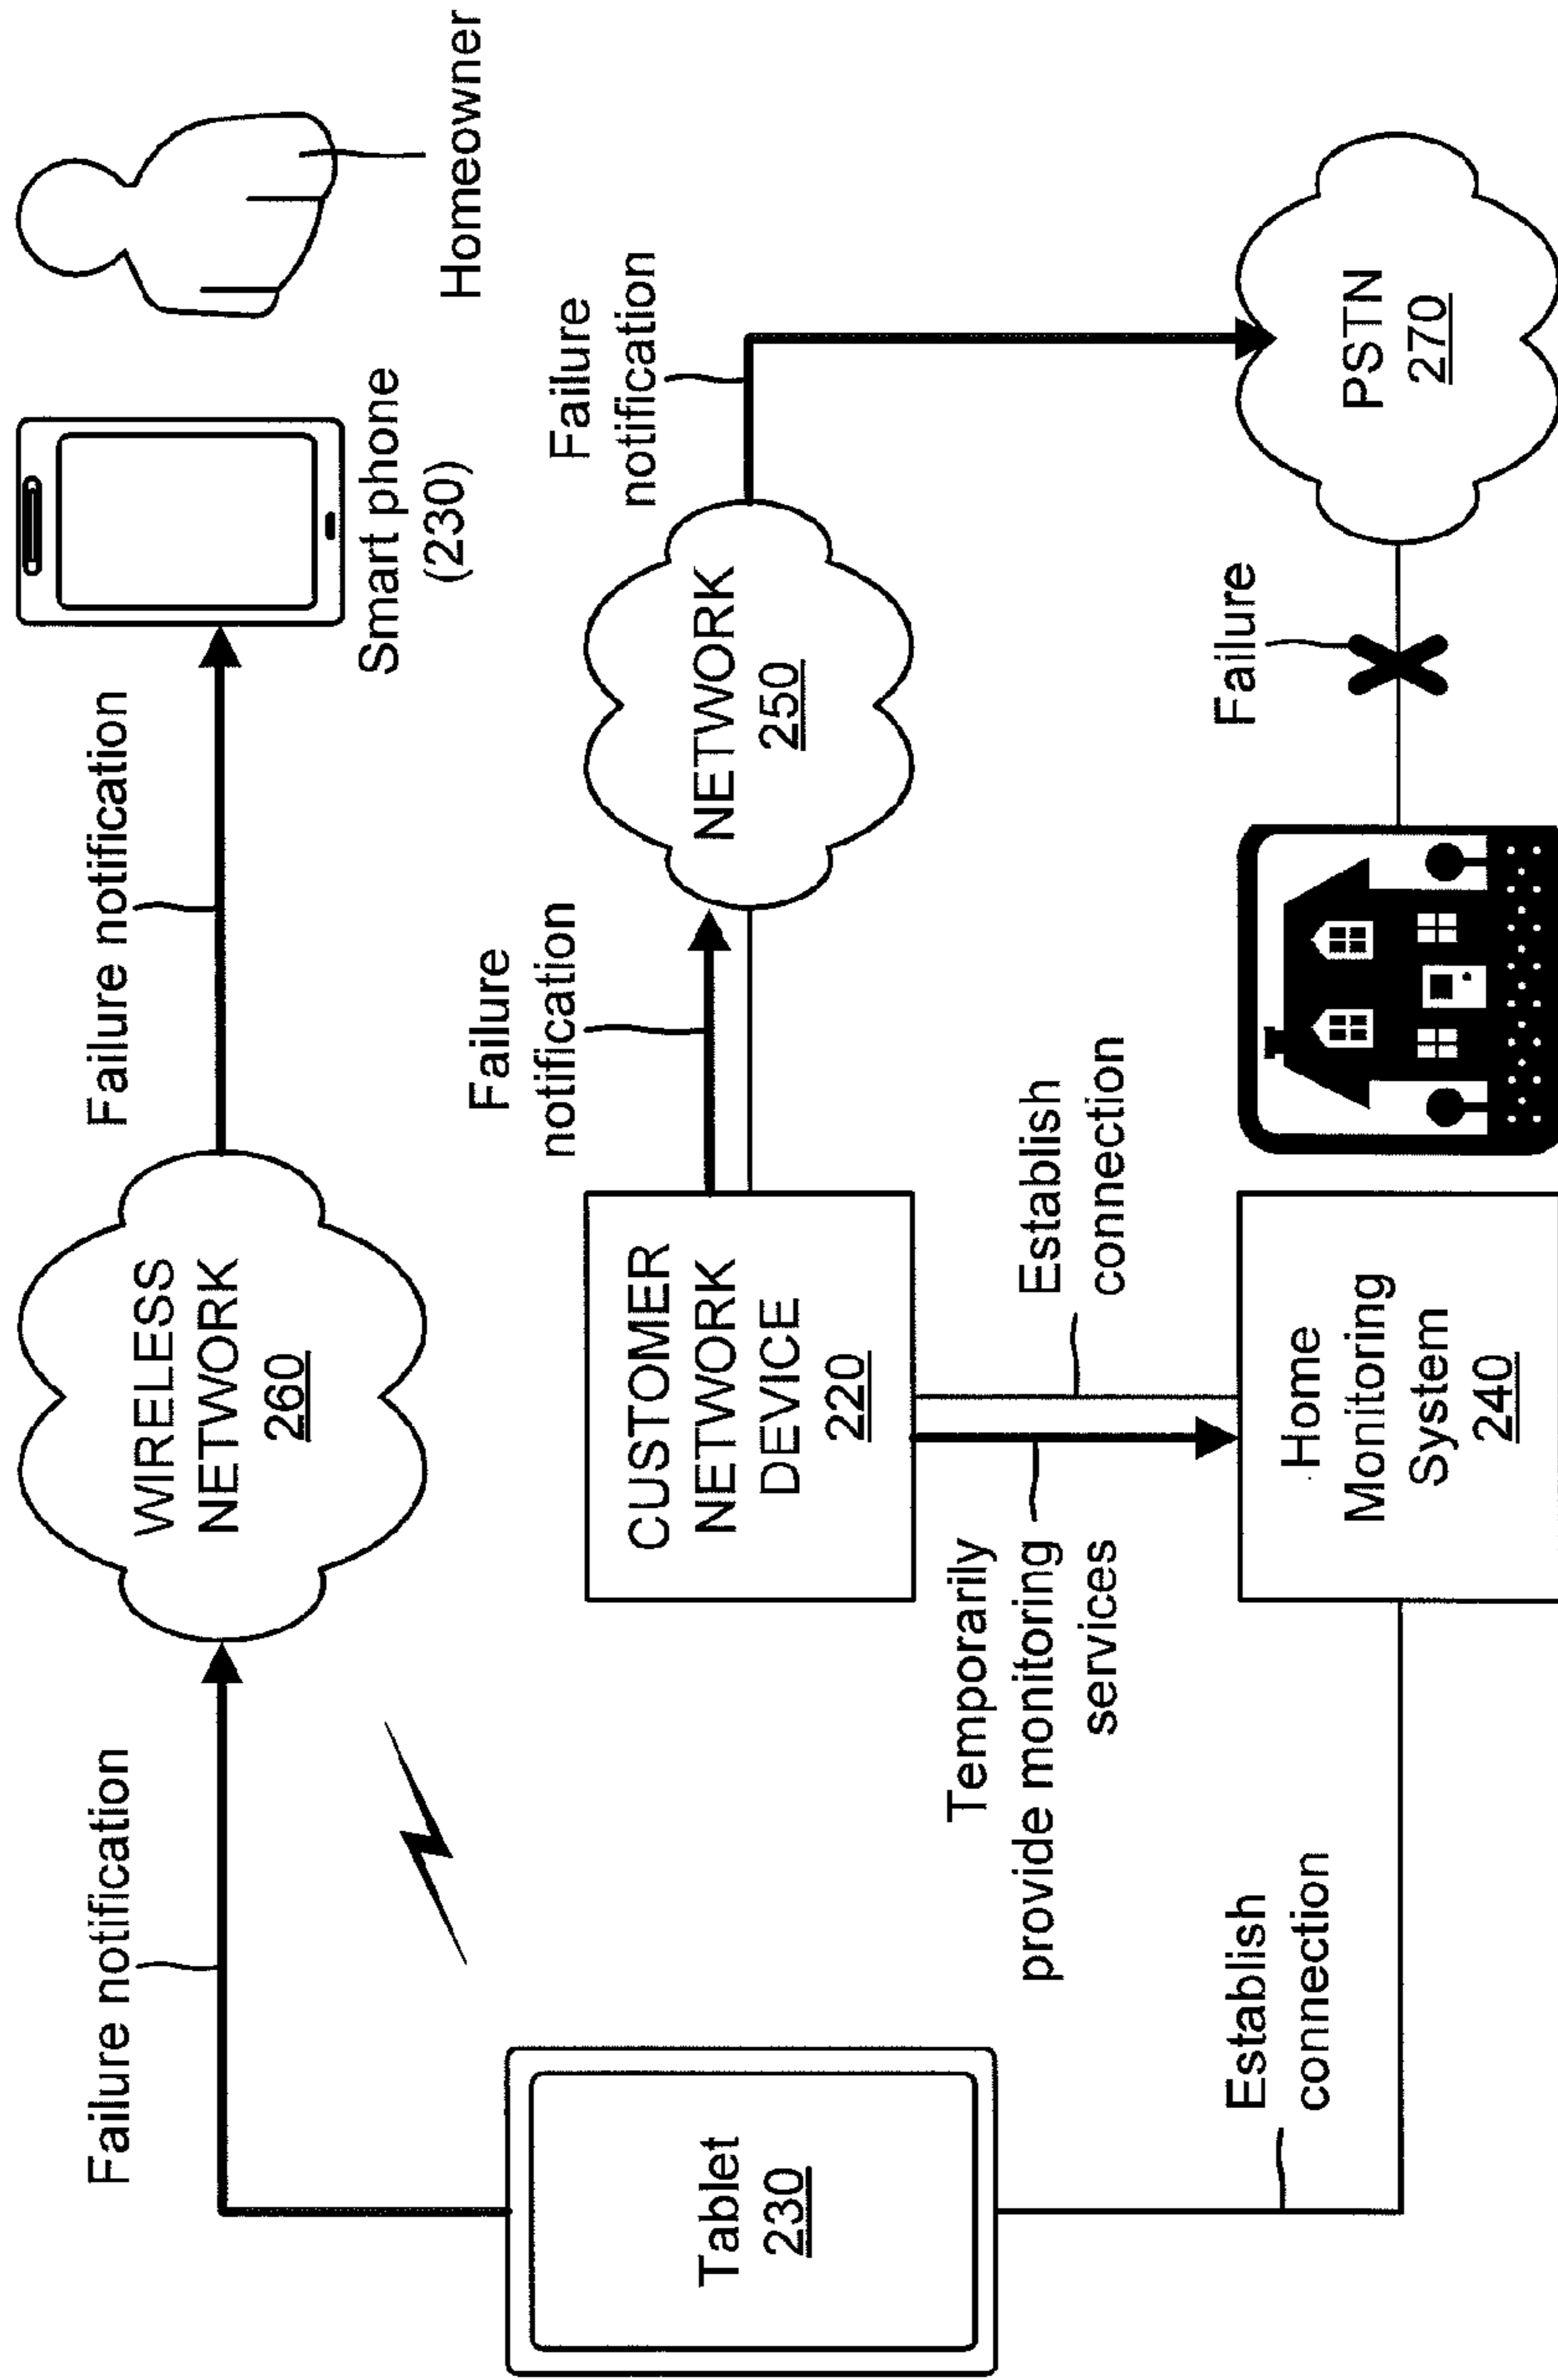 Failure notification
WIRELESS
NETWORK
260
Failure notification
Smart phone
(230)
Homeowner
Tablet
230
CUSTOMER
NETWORK
DEVICE
220
Failure
notification
NETWORK
250
Failure
notification
Temporarily
provide monitoring
services
Establish
connection
Establish
connection
Home
Monitoring
System
240
Failure
PSTN
270